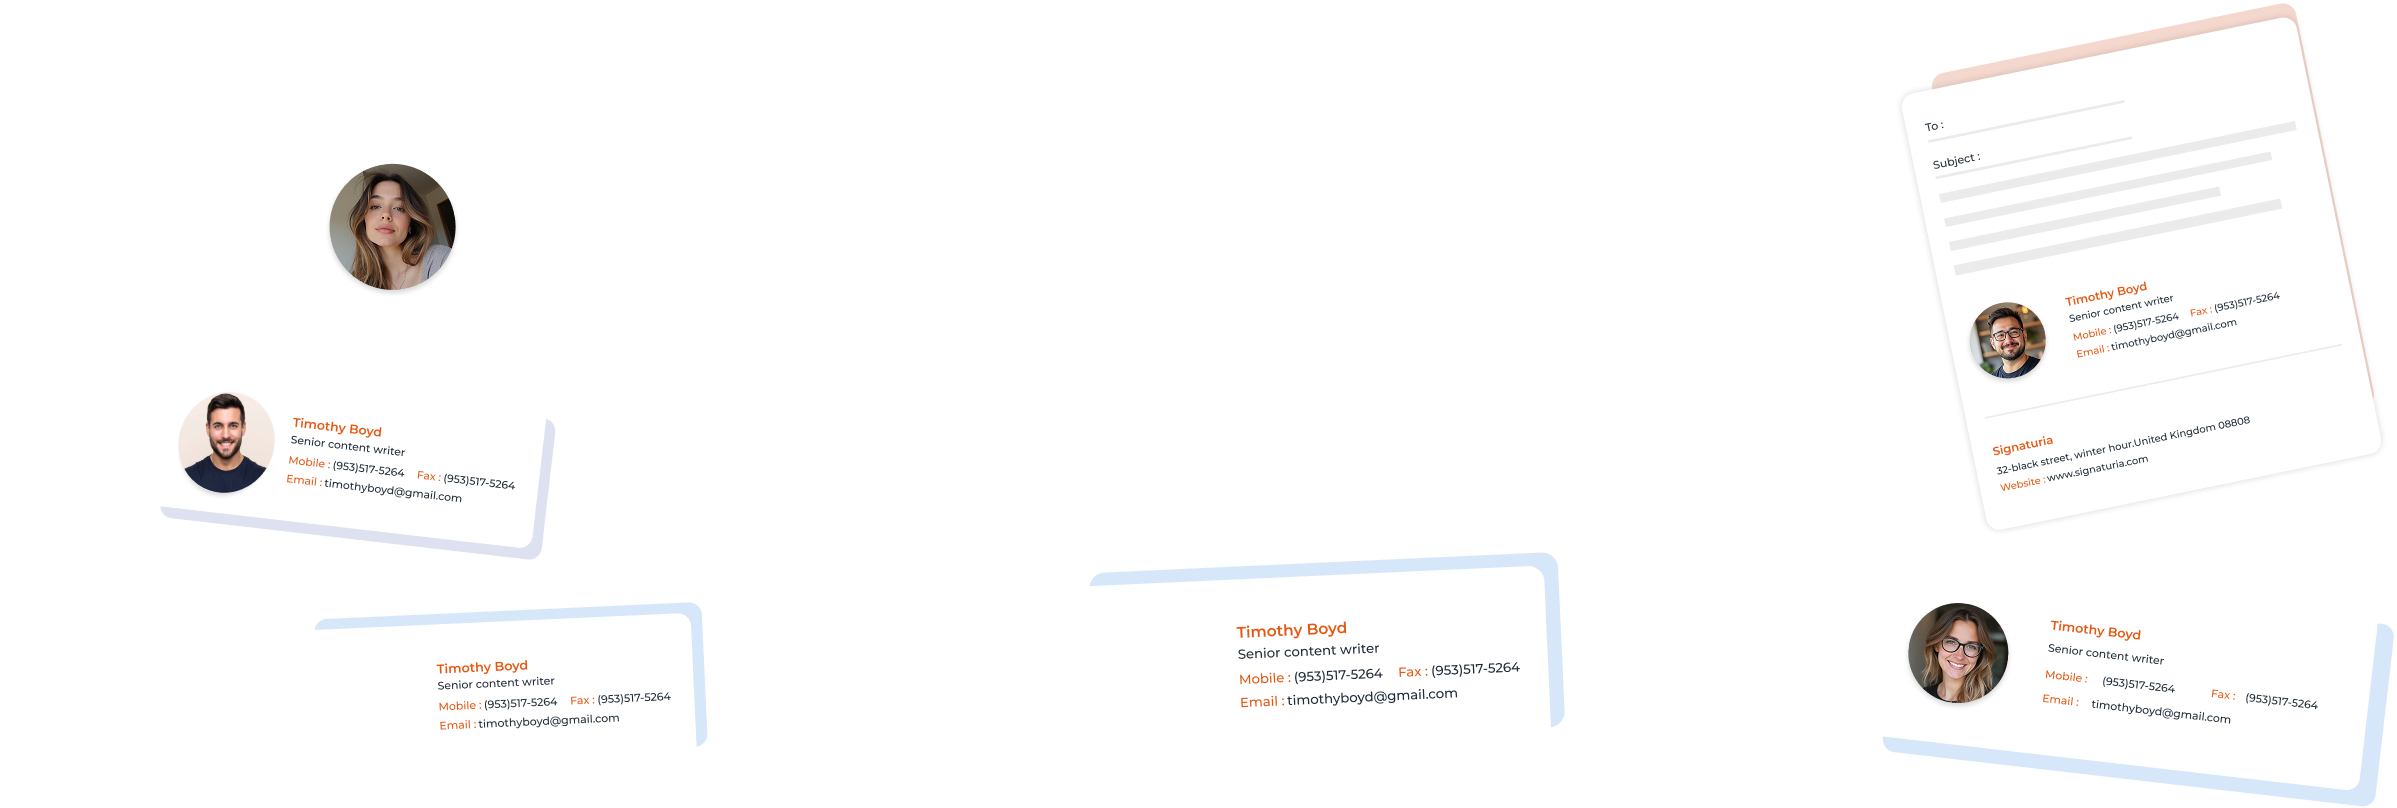 To :
Subject :
Timothy Boyd
Senior content writer
Mobile : (953)517-5264 Fax : (953)517-5264
Email : timothyboyd@gmail.com
Signaturia
32-black street, winter hour.United Kingdom 08808
Website : www.signaturia.com
Timothy Boyd
Senior content writer
Mobile : (953)517-5264 Fax : (953)517-5264
Email : timothyboyd@gmail.com
Timothy Boyd
Senior content writer
Mobile : (953)517-5264 Fax : (953)517-5264
Email : timothyboyd@gmail.com
Timothy Boyd
Senior content writer
Mobile : (953)517-5264 Fax : (953)517-5264
Email : timothyboyd@gmail.com
Timothy Boyd
Senior content writer
Mobile : (953)517-5264 Fax : (953)517-5264
Email : timothyboyd@gmail.com